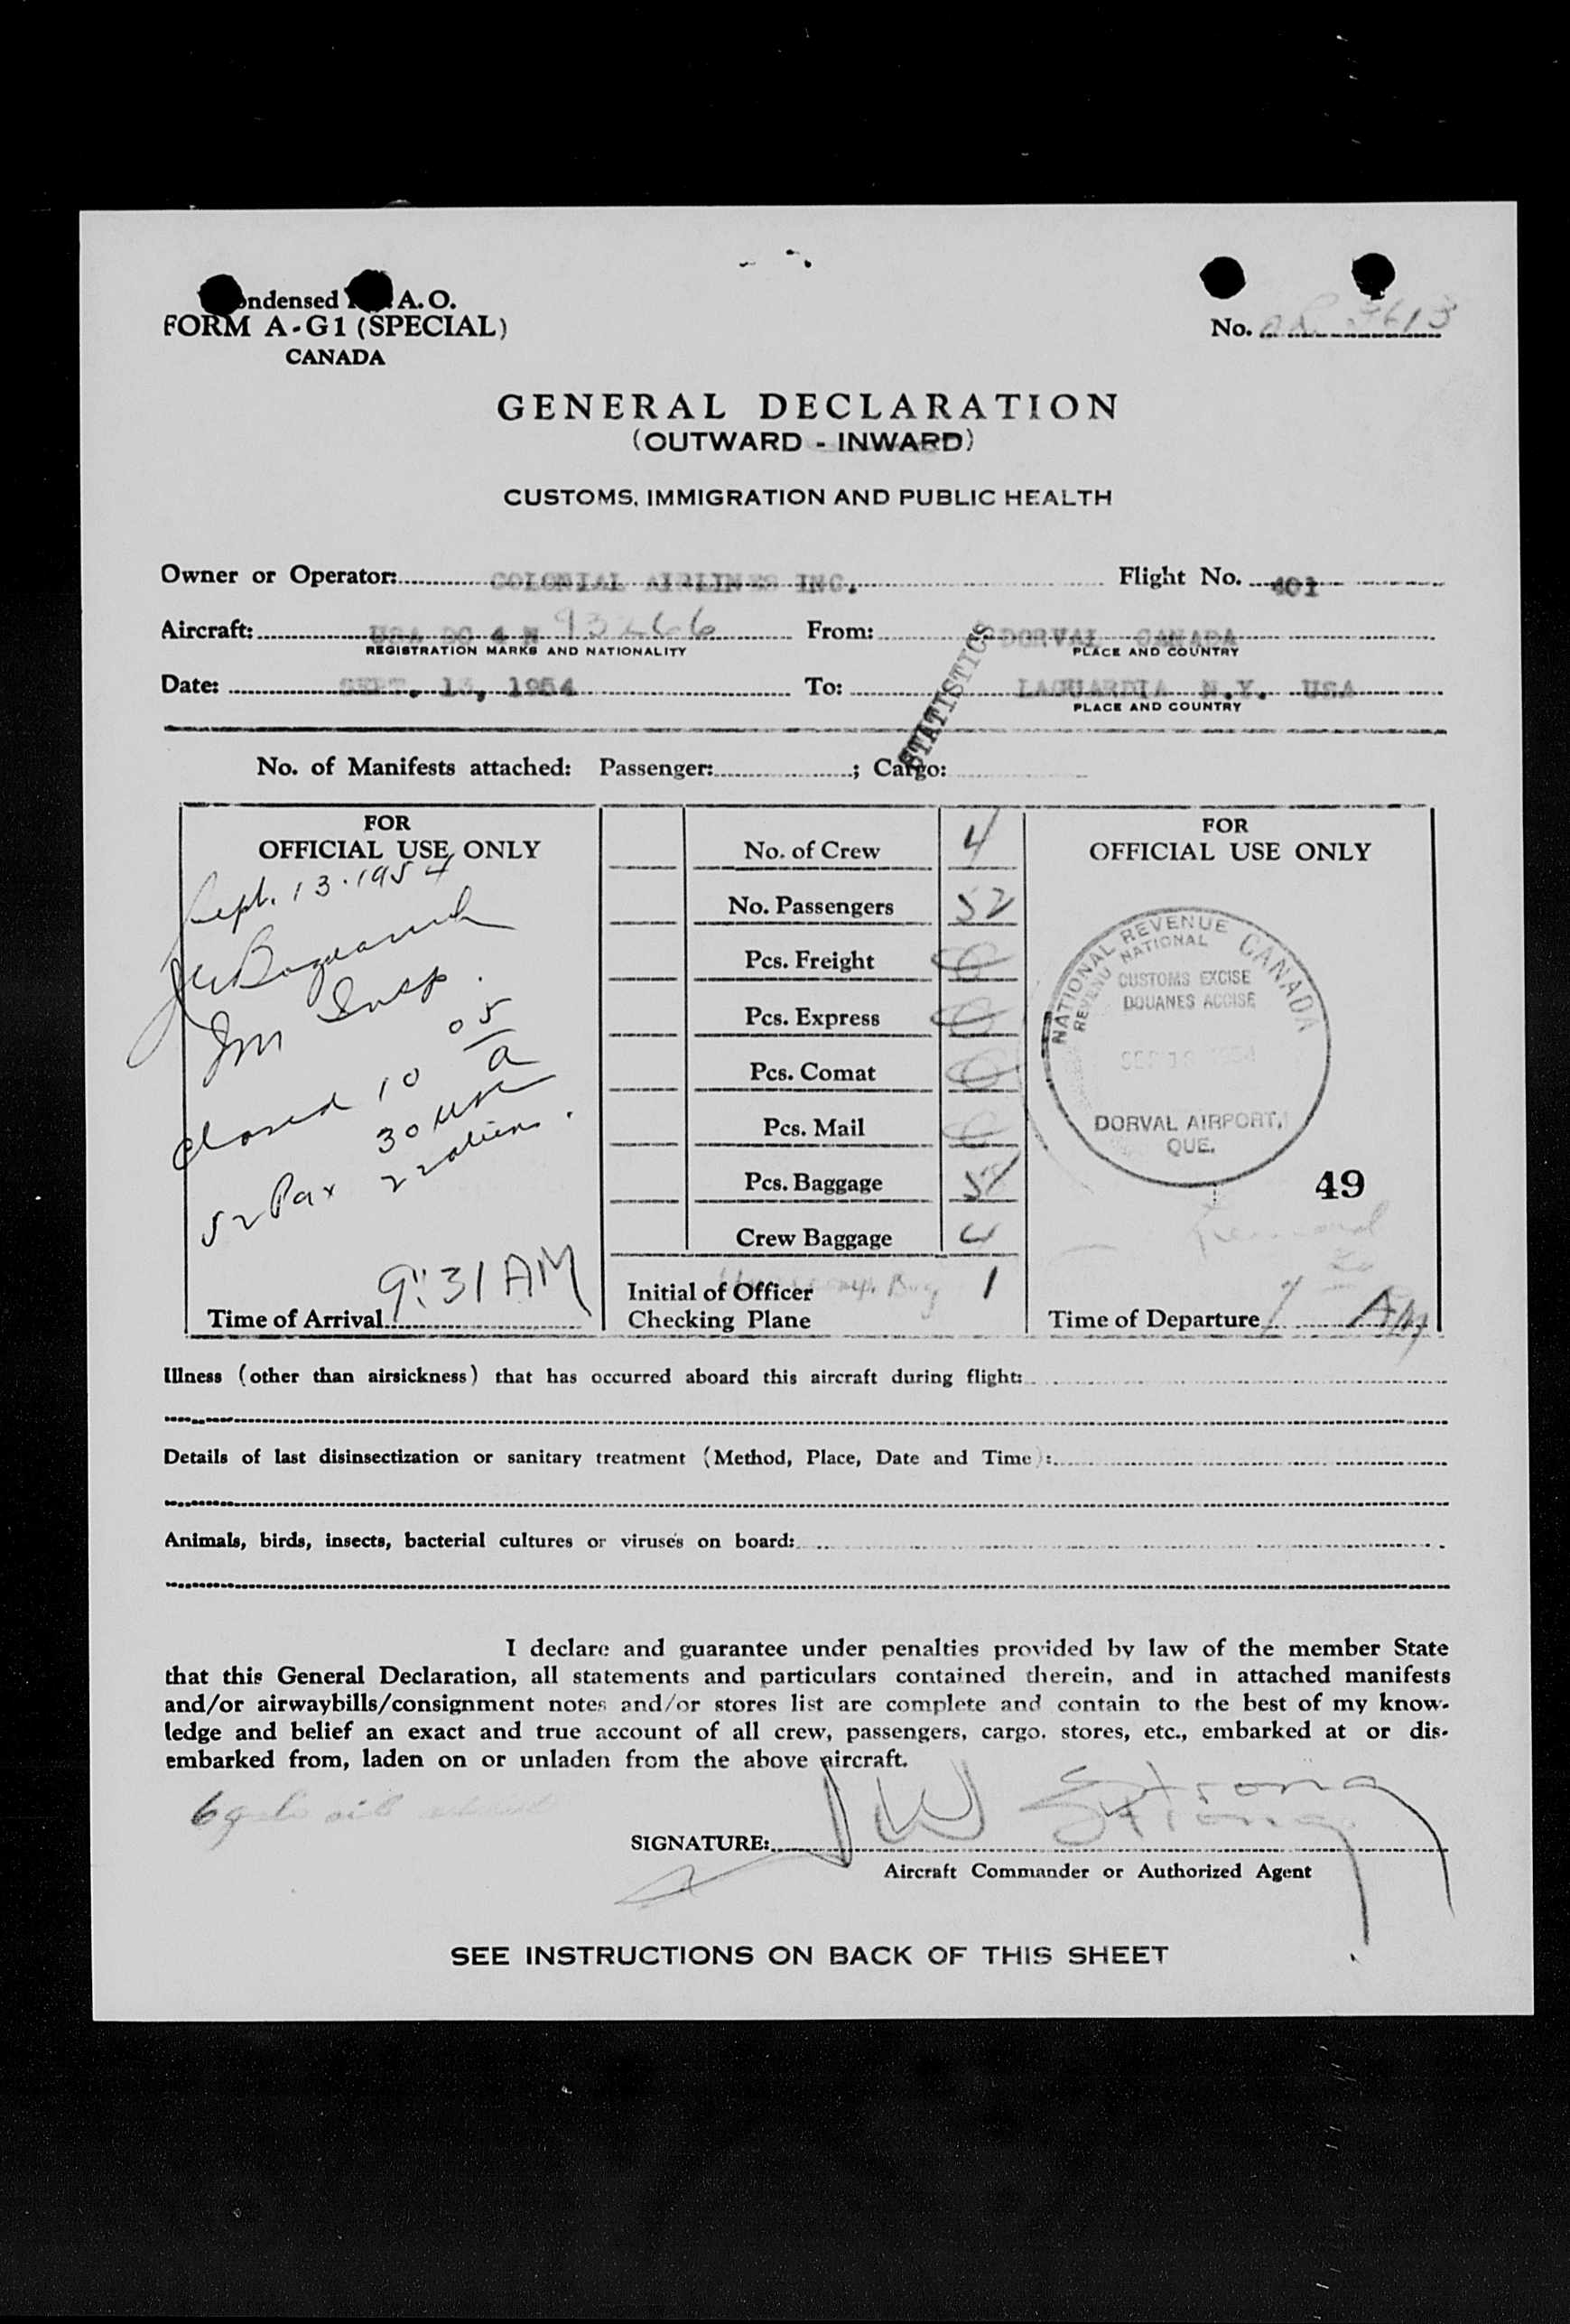 ondensed A. O.
FORM A-G1 (SPECIAL)
CANADA
No. 3613
GENERAL DECLARATION
(OUTWARD - INWARD)
CUSTOMS, IMMIGRATION AND PUBLIC HEALTH
Owner or Operator: COLONIAL AIRLINES INC. Flight No. 401
Aircraft: USA DC 4 N 93266 From: DORVAL CANADA
REGISTRATION MARKS AND NATIONALITY PLACE AND COUNTRY
Date: SEPT. 13, 1954 To: LAGUARDIA N.Y. USA
PLACE AND COUNTRY
STATISTICS
No. of Manifests attached: Passenger: ; Cargo:
FOR
OFFICIAL USE ONLY
Sept. 13. 1954
Im Insp.
Closed 10 05 a
30 USA
52 Pax 22 aliens.
9:31 AM
Time of Arrival
No. of Crew 4
No. Passengers 52
Pcs. Freight 0
Pcs. Express 0
Pcs. Comat 0
Pcs. Mail 0
Pcs. Baggage
Crew Baggage 4
Initial of Officer 1
Checking Plane
FOR
OFFICIAL USE ONLY
NATIONAL REVENUE CANADA
REVENU NATIONAL
CUSTOMS EXCISE
DOUANES ACCISE
DORVAL AIRPORT,
QUE.
49
Time of Departure AM
Illness (other than airsickness) that has occurred aboard this aircraft during flight:
Details of last disinsectization or sanitary treatment (Method, Place, Date and Time):
Animals, birds, insects, bacterial cultures or viruses on board:
I declare and guarantee under penalties provided by law of the member State
that this General Declaration, all statements and particulars contained therein, and in attached manifests
and/or airwaybills/consignment notes and/or stores list are complete and contain to the best of my know-
ledge and belief an exact and true account of all crew, passengers, cargo, stores, etc., embarked at or dis-
embarked from, laden on or unladen from the above aircraft.
SIGNATURE: J W Strong
Aircraft Commander or Authorized Agent
SEE INSTRUCTIONS ON BACK OF THIS SHEET